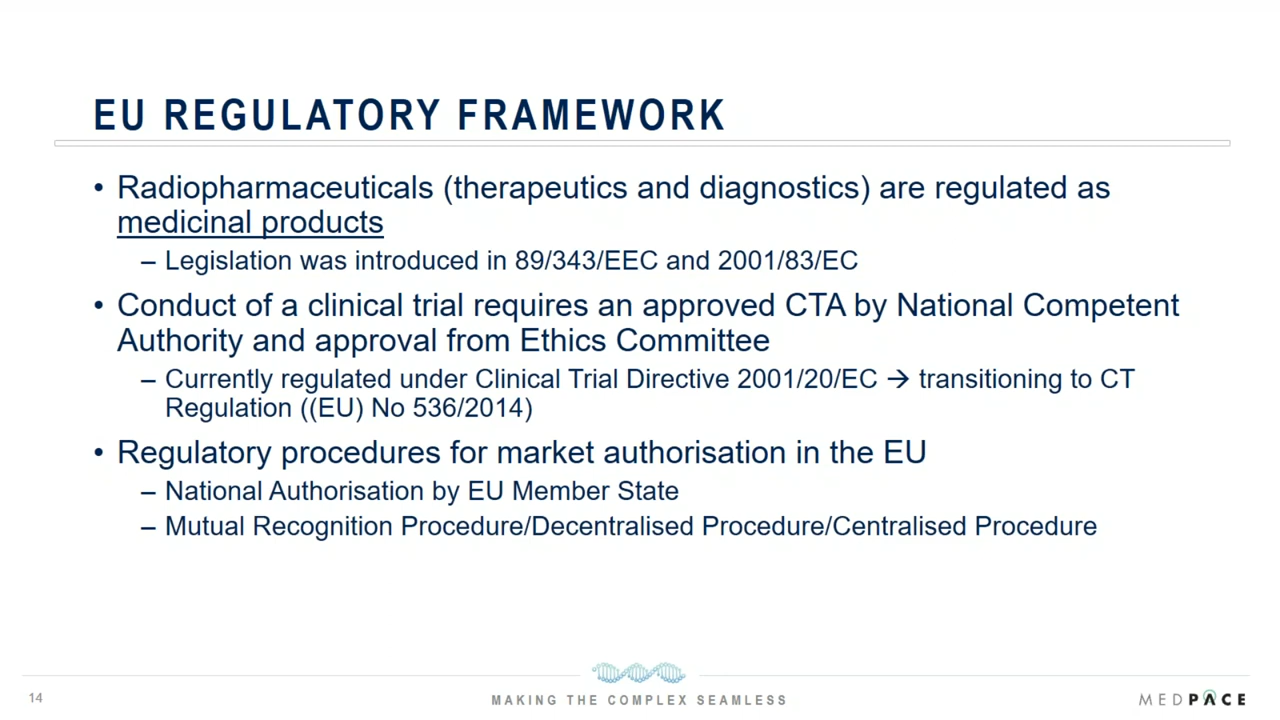 EU REGULATORY FRAMEWORK
• Radiopharmaceuticals (therapeutics and diagnostics) are regulated as
medicinal products
– Legislation was introduced in 89/343/EEC and 2001/83/EC
• Conduct of a clinical trial requires an approved CTA by National Competent
Authority and approval from Ethics Committee
– Currently regulated under Clinical Trial Directive 2001/20/EC → transitioning to CT
Regulation ((EU) No 536/2014)
• Regulatory procedures for market authorisation in the EU
– National Authorisation by EU Member State
– Mutual Recognition Procedure/Decentralised Procedure/Centralised Procedure
14
MAKING THE COMPLEX SEAMLESS
MEDPACE